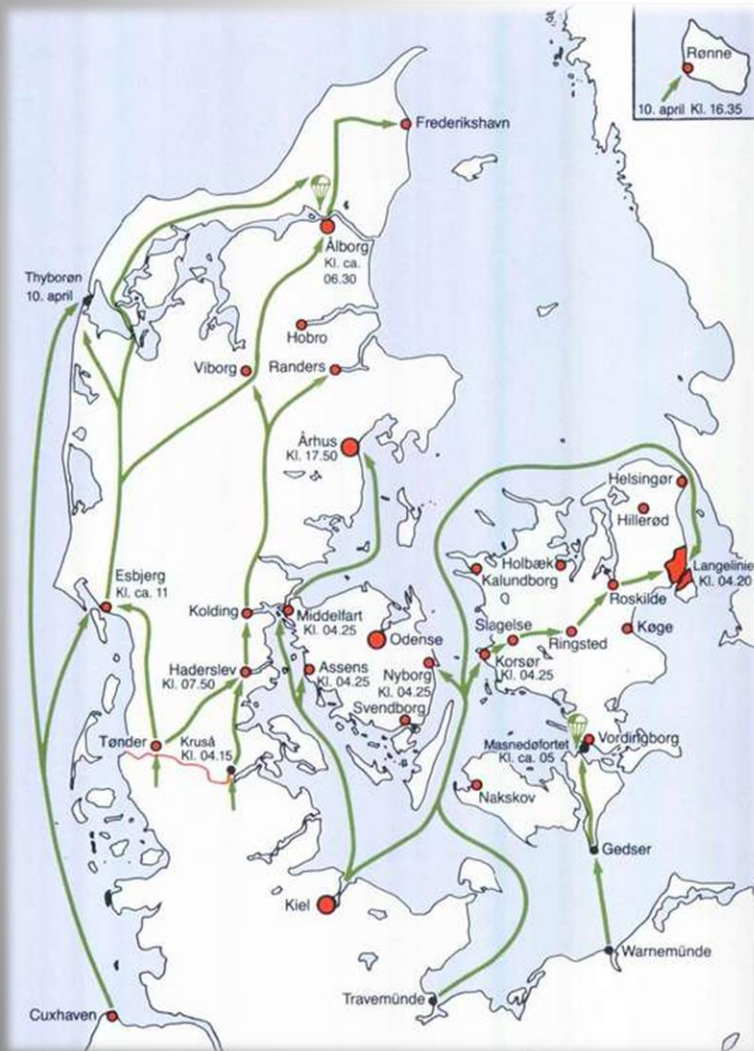 Rønne
10. april Kl. 16.35
Frederikshavn
Ålborg
Kl. ca.
06.30
Thyborøn
10. april
Hobro
Viborg
Randers
Århus
Kl. 17.50
Helsingør
Hillerød
Langelinie
Kl. 04.20
Holbæk
Kalundborg
Roskilde
Esbjerg
Kl. ca. 11
Kolding
Middelfart
Kl. 04.25
Odense
Slagelse
Ringsted
Køge
Korsør
Kl. 04.25
Haderslev
Kl. 07.50
Assens
Kl. 04.25
Nyborg
Kl. 04.25
Svendborg
Tønder
Kruså
Kl. 04.15
Masnedøfortet
Kl. ca. 05
Vordingborg
Nakskov
Gedser
Kiel
Warnemünde
Travemünde
Cuxhaven